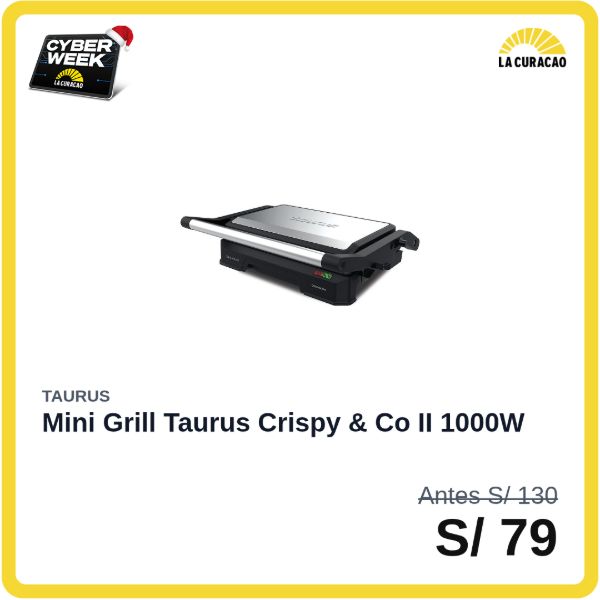 CYBER
WEEK
LA CURACAO
LA CURACAO
TAURUS
Mini Grill Taurus Crispy & Co II 1000W
Antes S/ 130
S/ 79